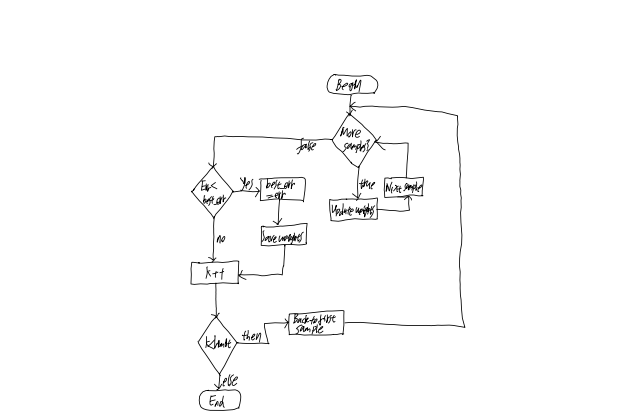 Begin
More
samples?
false
true
Next sample
Update weights
Err<
best_err
Yes
best_err
=err
Save weights
no
k++
k<limit
then
Back to first
sample
else
End